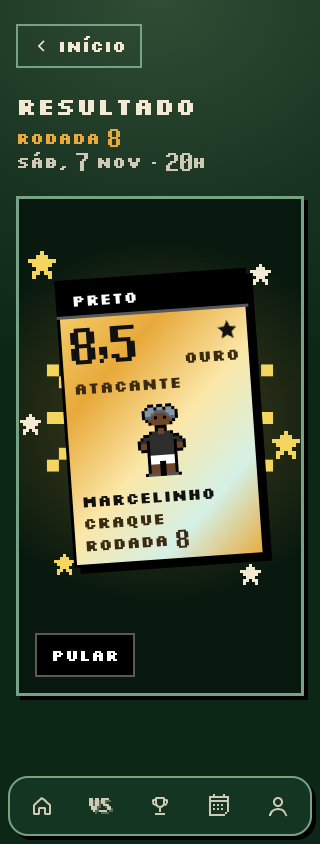 INÍCIO
RESULTADO
RODADA 8
SÁB, 7 NOV · 20H
PRETO
8,5
OURO
ATACANTE
MARCELINHO
CRAQUE
RODADA 8
PULAR
VS